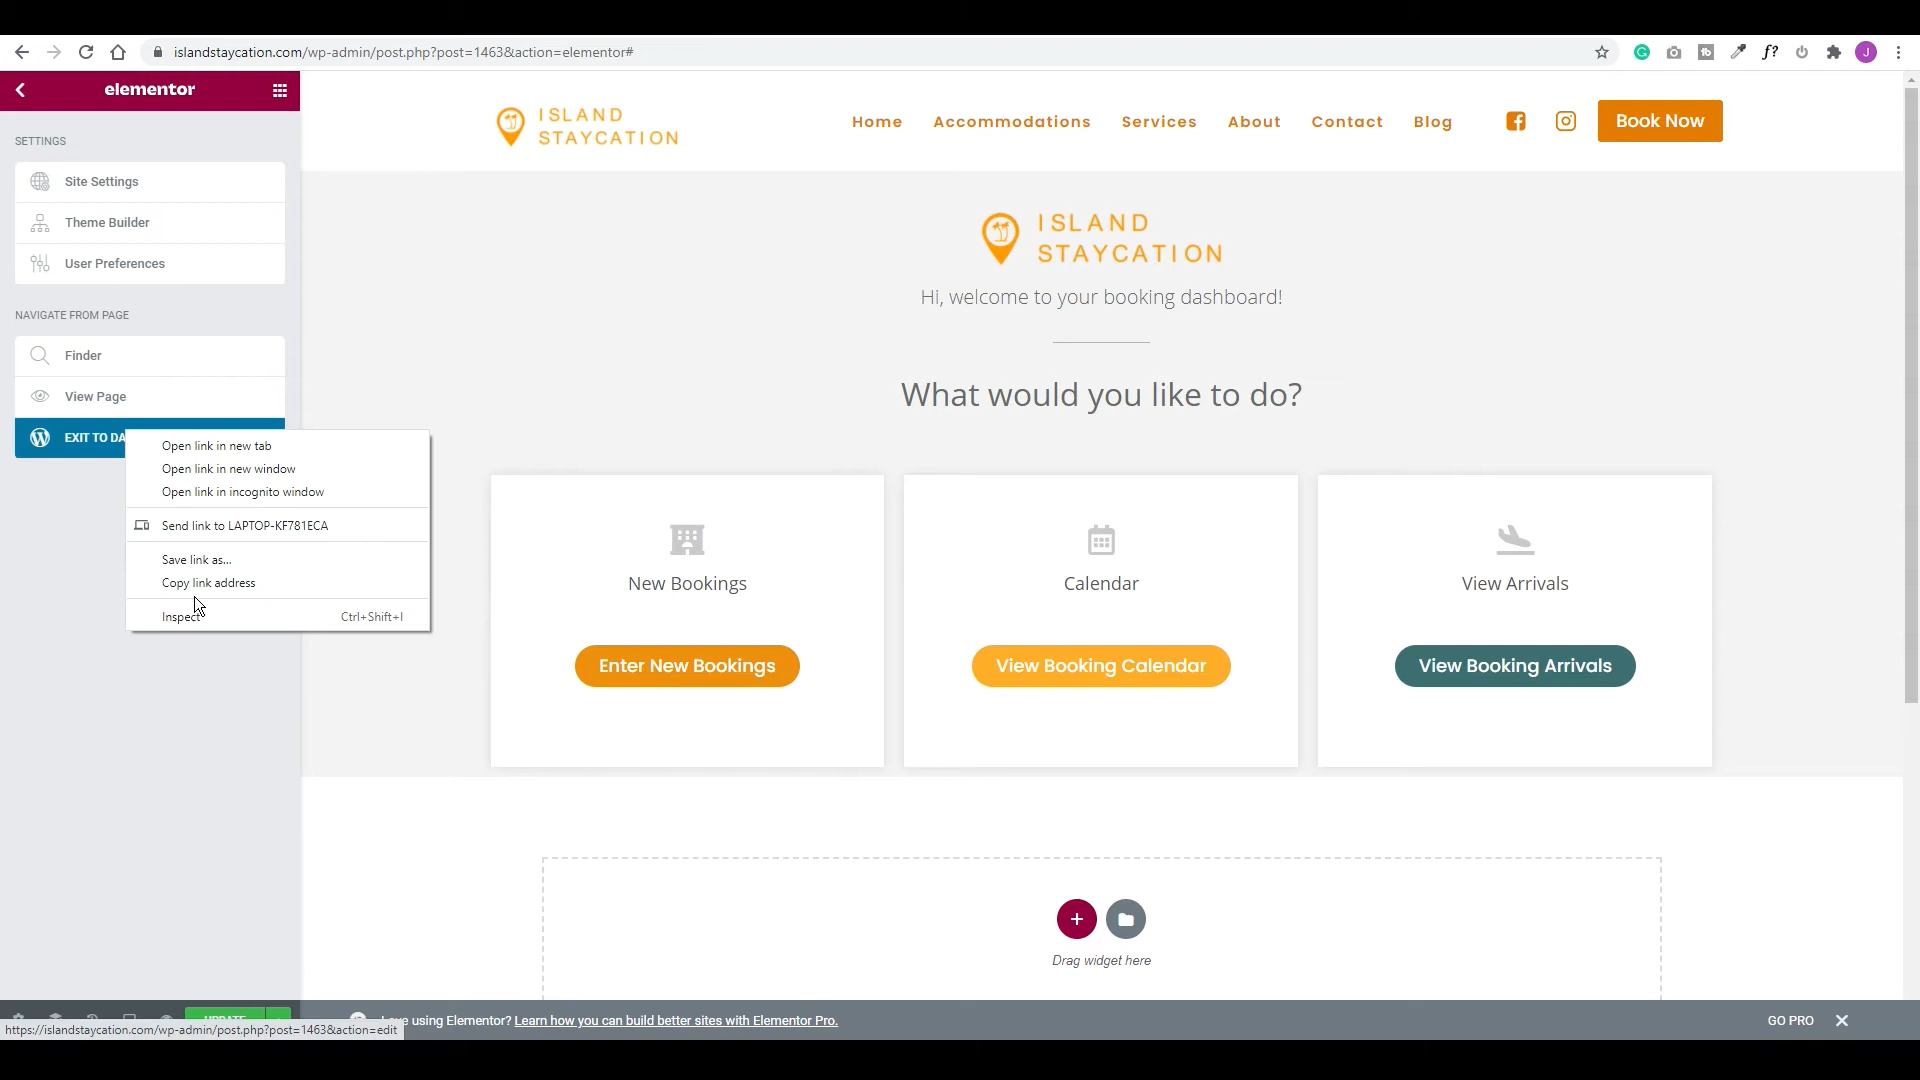 islandstaycation.com/wp-admin/post.php?post=1463&action=elementor#
J
elementor
SETTINGS
Site Settings
Theme Builder
User Preferences
NAVIGATE FROM PAGE
Finder
View Page
EXIT TO DA
Open link in new tab
Open link in new window
Open link in incognito window
Send link to LAPTOP-KF781ECA
Save link as...
Copy link address
Inspect Ctrl+Shift+I
ISLAND
STAYCATION
Home Accommodations Services About Contact Blog
Book Now
ISLAND
STAYCATION
Hi, welcome to your booking dashboard!
What would you like to do?
New Bookings
Enter New Bookings
Calendar
View Booking Calendar
View Arrivals
View Booking Arrivals
Drag widget here
UPDATE
using Elementor? Learn how you can build better sites with Elementor Pro.
GO PRO
https://islandstaycation.com/wp-admin/post.php?post=1463&action=edit